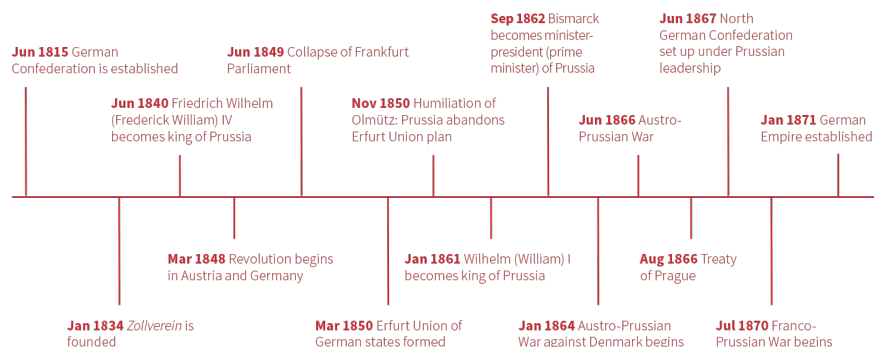 Jun 1815 German
Confederation is established
Jun 1849 Collapse of Frankfurt
Parliament
Sep 1862 Bismarck
becomes minister-
president (prime
minister) of Prussia
Jun 1867 North
German Confederation
set up under Prussian
leadership
Jun 1840 Friedrich Wilhelm
(Frederick William) IV
becomes king of Prussia
Nov 1850 Humiliation of
Olmütz: Prussia abandons
Erfurt Union plan
Jun 1866 Austro-
Prussian War
Jan 1871 German
Empire established
Mar 1848 Revolution begins
in Austria and Germany
Jan 1861 Wilhelm (William) I
becomes king of Prussia
Aug 1866 Treaty
of Prague
Jan 1834 Zollverein is
founded
Mar 1850 Erfurt Union of
German states formed
Jan 1864 Austro-Prussian
War against Denmark begins
Jul 1870 Franco-
Prussian War begins